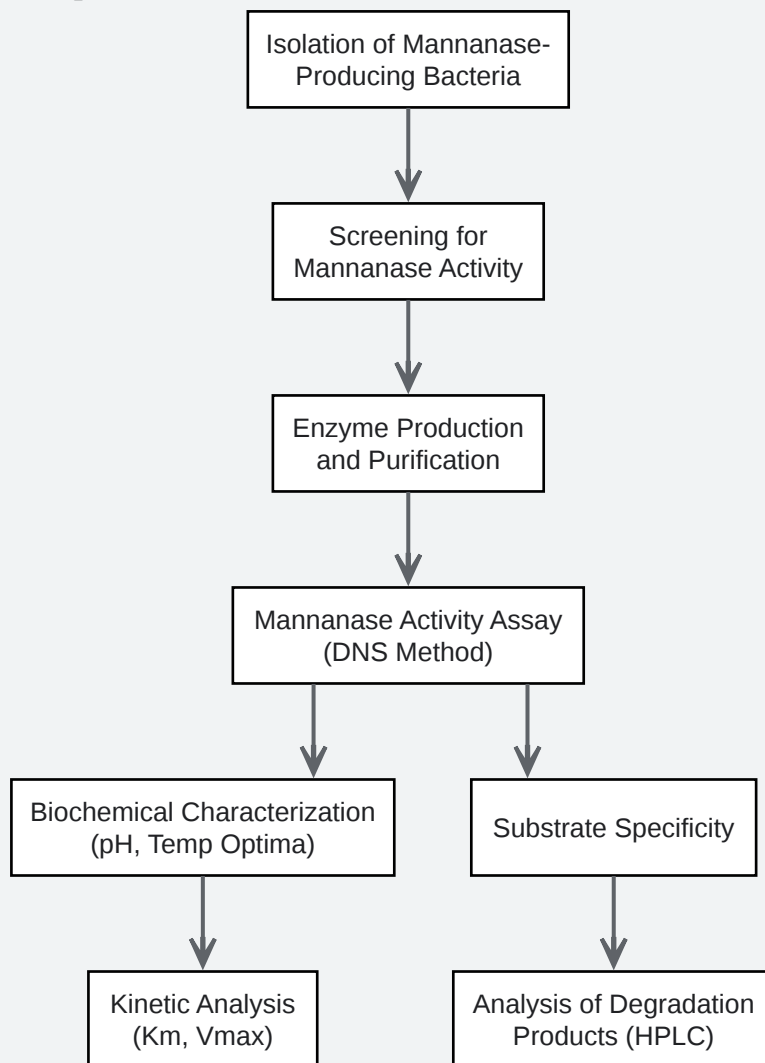 Isolation of Mannanase-
Producing Bacteria
Screening for
Mannanase Activity
Enzyme Production
and Purification
Mannanase Activity Assay
(DNS Method)
Biochemical Characterization
(pH, Temp Optima)
Substrate Specificity
Kinetic Analysis
(Km, Vmax)
Analysis of Degradation
Products (HPLC)